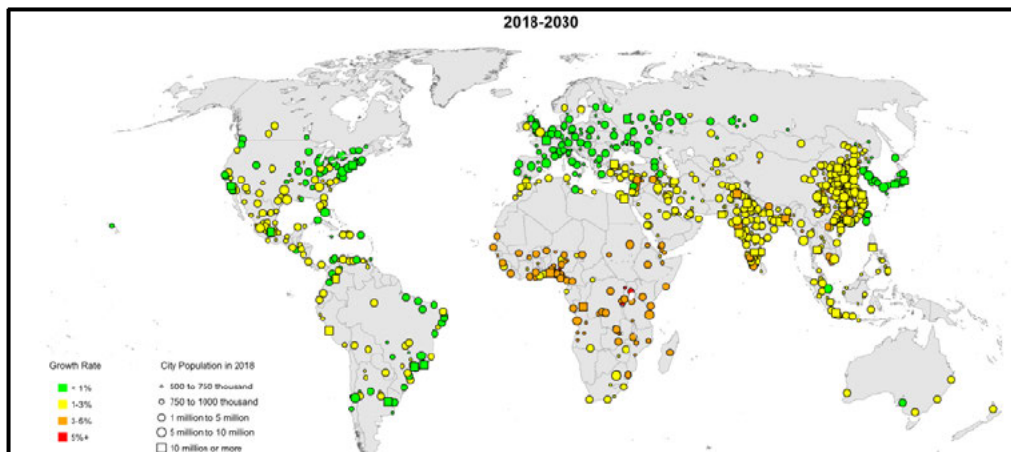 2018-2030
Growth Rate
< 1%
1-3%
3-5%
5%+
City Population in 2018
500 to 750 thousand
750 to 1000 thousand
1 million to 5 million
5 million to 10 million
10 million or more